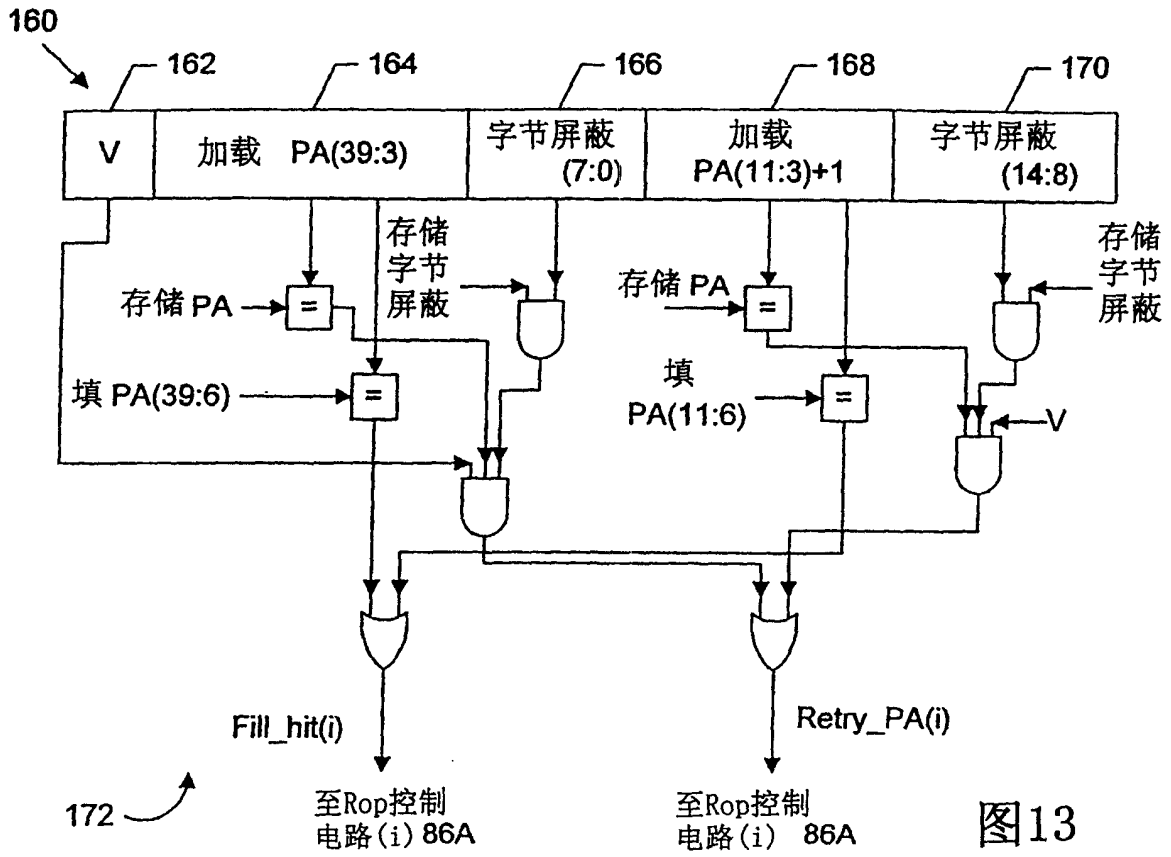 160
162
164
166
168
170
V
加载 PA(39:3)
字节屏蔽
(7:0)
加载
PA(11:3)+1
字节屏蔽
(14:8)
存储
字节
屏蔽
存储 PA
=
存储 PA
=
存储
字节
屏蔽
填 PA(39:6)
=
填
PA(11:6)
=
V
Fill_hit(i)
Retry_PA(i)
172
至Rop控制
电路(i) 86A
至Rop控制
电路(i) 86A
图13